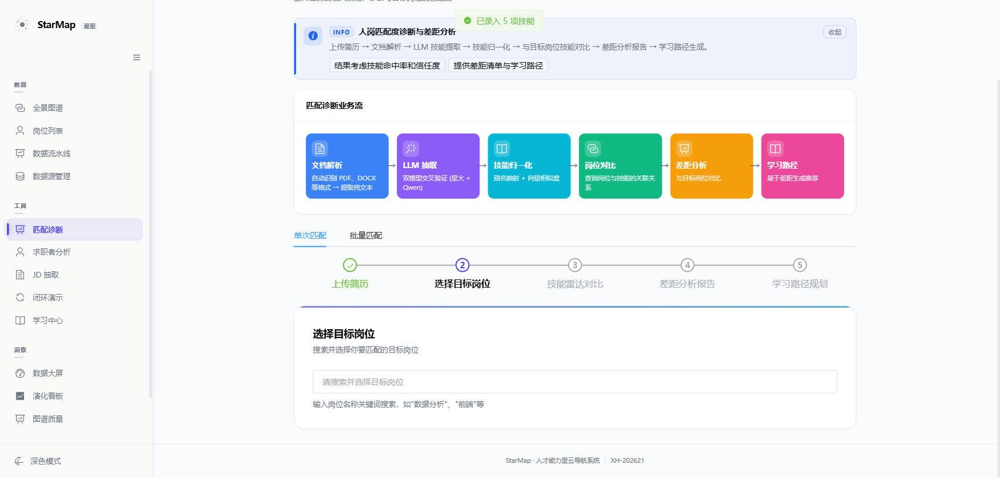 StarMap 星图
数据
全景图谱
岗位列表
数据流水线
数据源管理
工具
匹配诊断
求职者分析
JD 抽取
闭环演示
学习中心
洞察
数据大屏
演化看板
图谱质量
深色模式
已录入 5 项技能
INFO 人岗匹配度诊断与差距分析
收起
上传简历 → 文档解析 → LLM 技能提取 → 技能归一化 → 与目标岗位技能对比 → 差距分析报告 → 学习路径生成。
结果考虑技能命中率和信任度
提供差距清单与学习路径
匹配诊断业务流
文档解析
自动识别 PDF、DOCX
等格式 → 提取纯文本
LLM 抽取
双模型交叉验证 (星火 +
Qwen)
技能归一化
别名映射 + 向量相似度
岗位对比
查询岗位与技能的关联关
系
差距分析
与目标岗位对比
学习路径
基于差距生成推荐
单次匹配
批量匹配
上传简历
2
选择目标岗位
3
技能雷达对比
4
差距分析报告
5
学习路径规划
选择目标岗位
搜索并选择你要匹配的目标岗位
请搜索并选择目标岗位
输入岗位名称关键词搜索，如"数据分析"、"前端"等
StarMap · 人才能力星云导航系统 | XH-202621